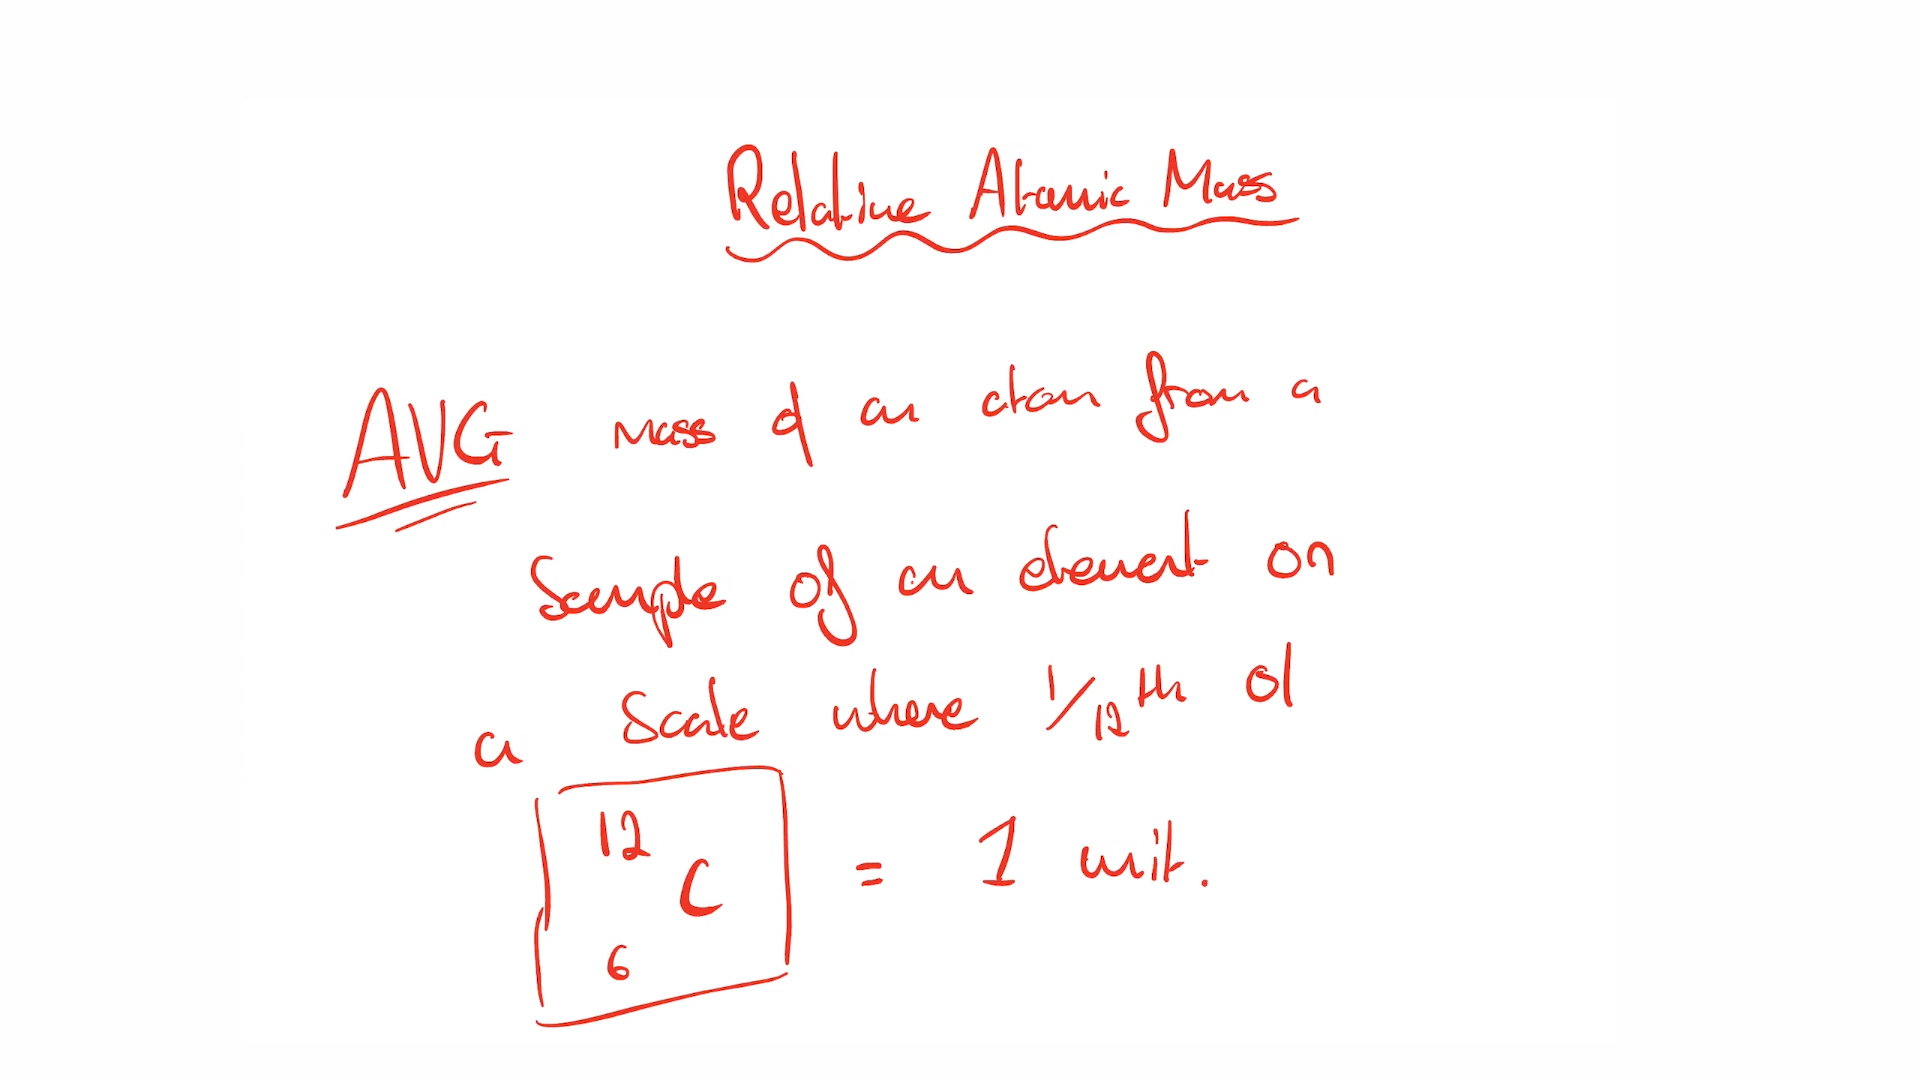 Relative Atomic Mass
AVG mass of an atom from a
Sample of an element on
a Scale where 1/12th of
12
C = 1 unit.
6